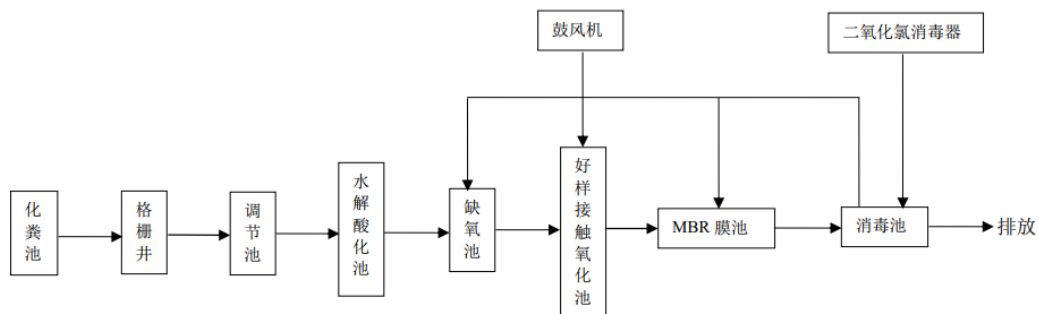 鼓风机
二氧化氯消毒器
化粪池
格栅井
调节池
水解酸化池
缺氧池
好样接触氧化池
MBR 膜池
消毒池
排放